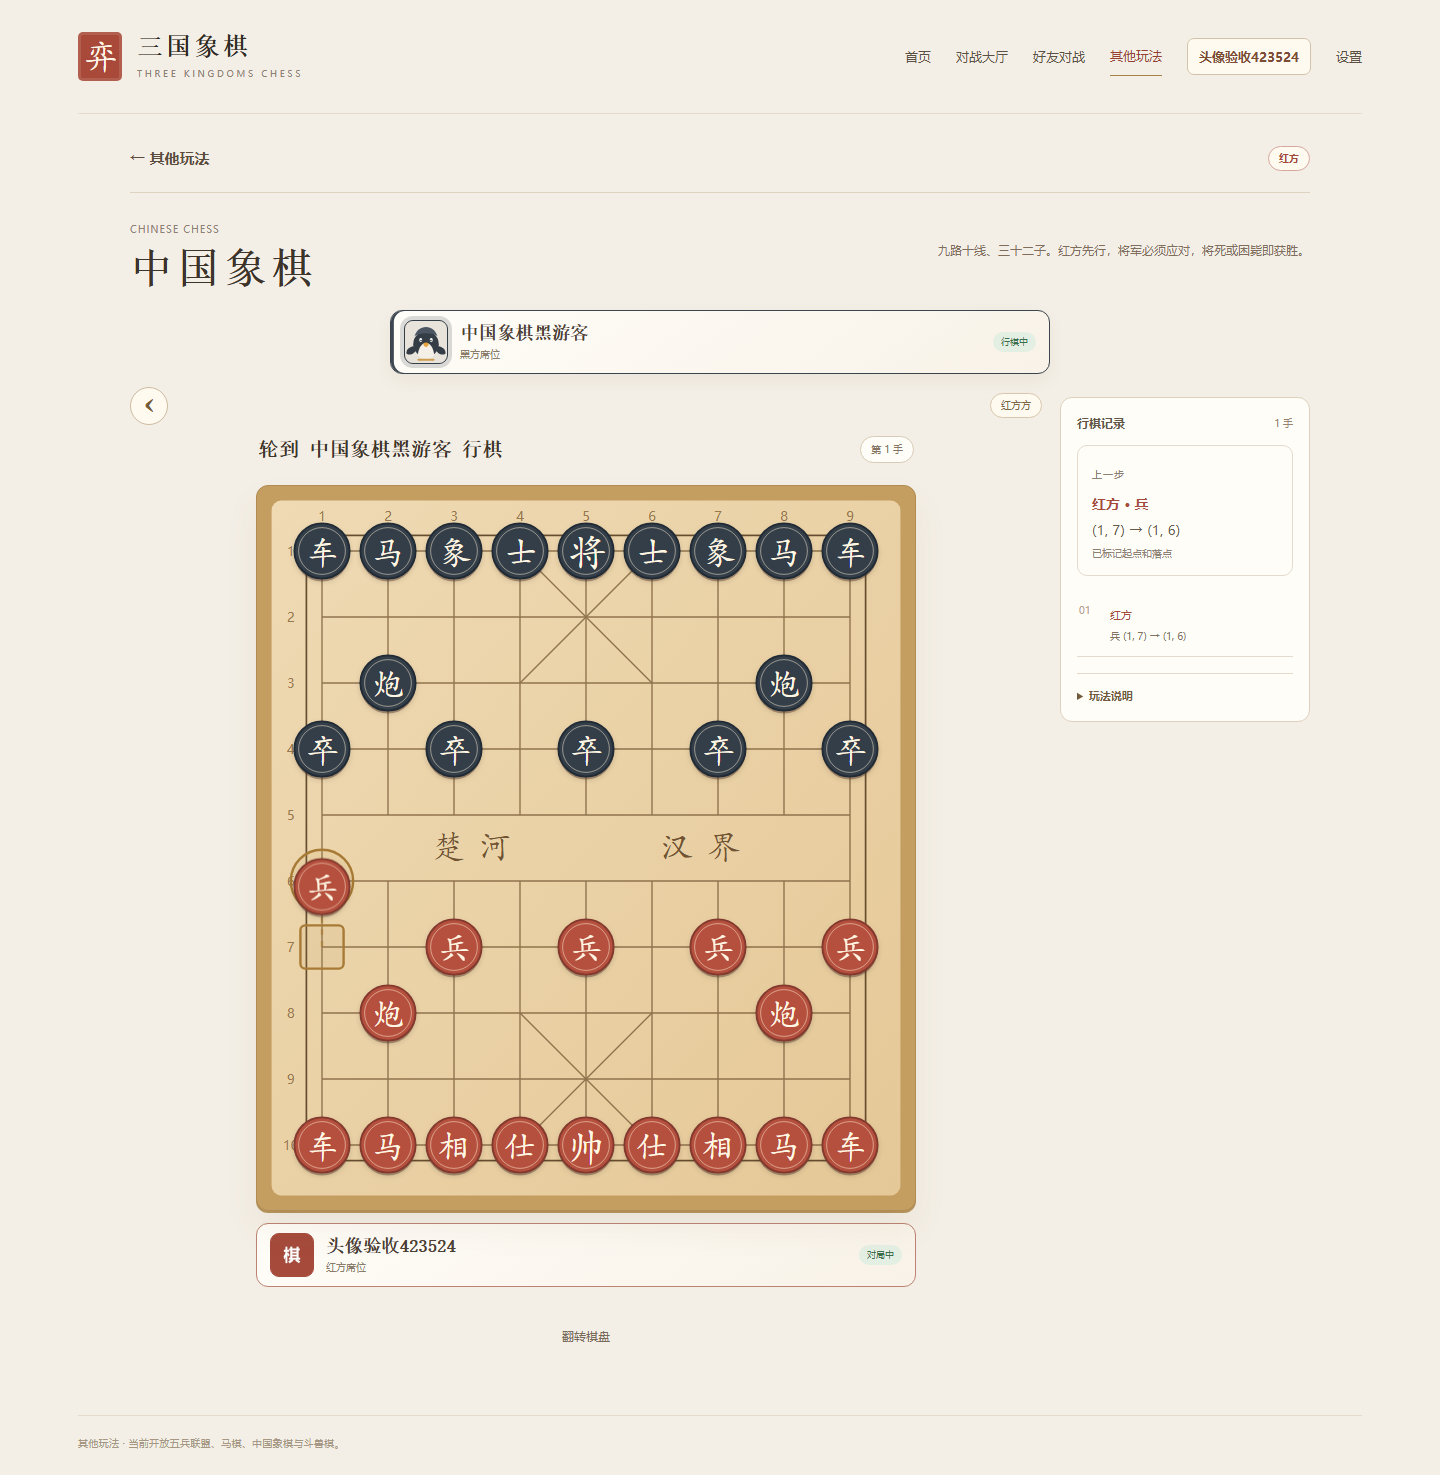 弈
三国象棋
THREE KINGDOMS CHESS
首页 对战大厅 好友对战 其他玩法 头像验收423524 设置
← 其他玩法
红方
CHINESE CHESS
中国象棋
九路十线、三十二子。红方先行，将军必须应对，将死或困毙即获胜。
中国象棋黑游客
黑方席位
行棋中
‹
红方方
轮到 中国象棋黑游客 行棋
第 1 手
1 2 3 4 5 6 7 8 9
1 车 马 象 士 将 士 象 马 车
2
3 炮 炮
4 卒 卒 卒 卒 卒
5
楚河 汉界
6 兵
7 兵 兵 兵 兵
8 炮 炮
9
10 车 马 相 仕 帅 仕 相 马 车
棋
头像验收423524
红方席位
对局中
翻转棋盘
行棋记录 1 手
上一步
红方 • 兵
(1, 7) → (1, 6)
已标记起点和落点
01 红方
兵 (1, 7) → (1, 6)
▶ 玩法说明
其他玩法 · 当前开放五兵联盟、马棋、中国象棋与斗兽棋。